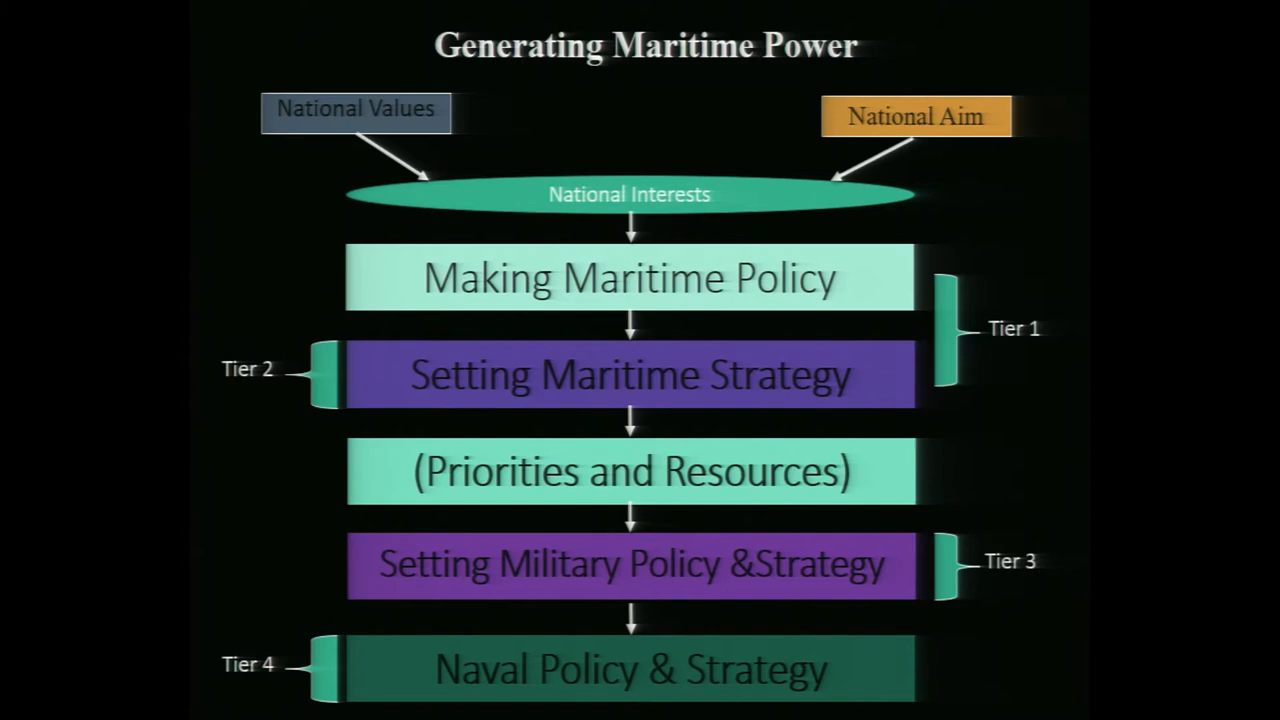 Generating Maritime Power
National Values
National Aim
National Interests
Making Maritime Policy
Tier 1
Tier 2
Setting Maritime Strategy
(Priorities and Resources)
Setting Military Policy &Strategy
Tier 3
Tier 4
Naval Policy & Strategy